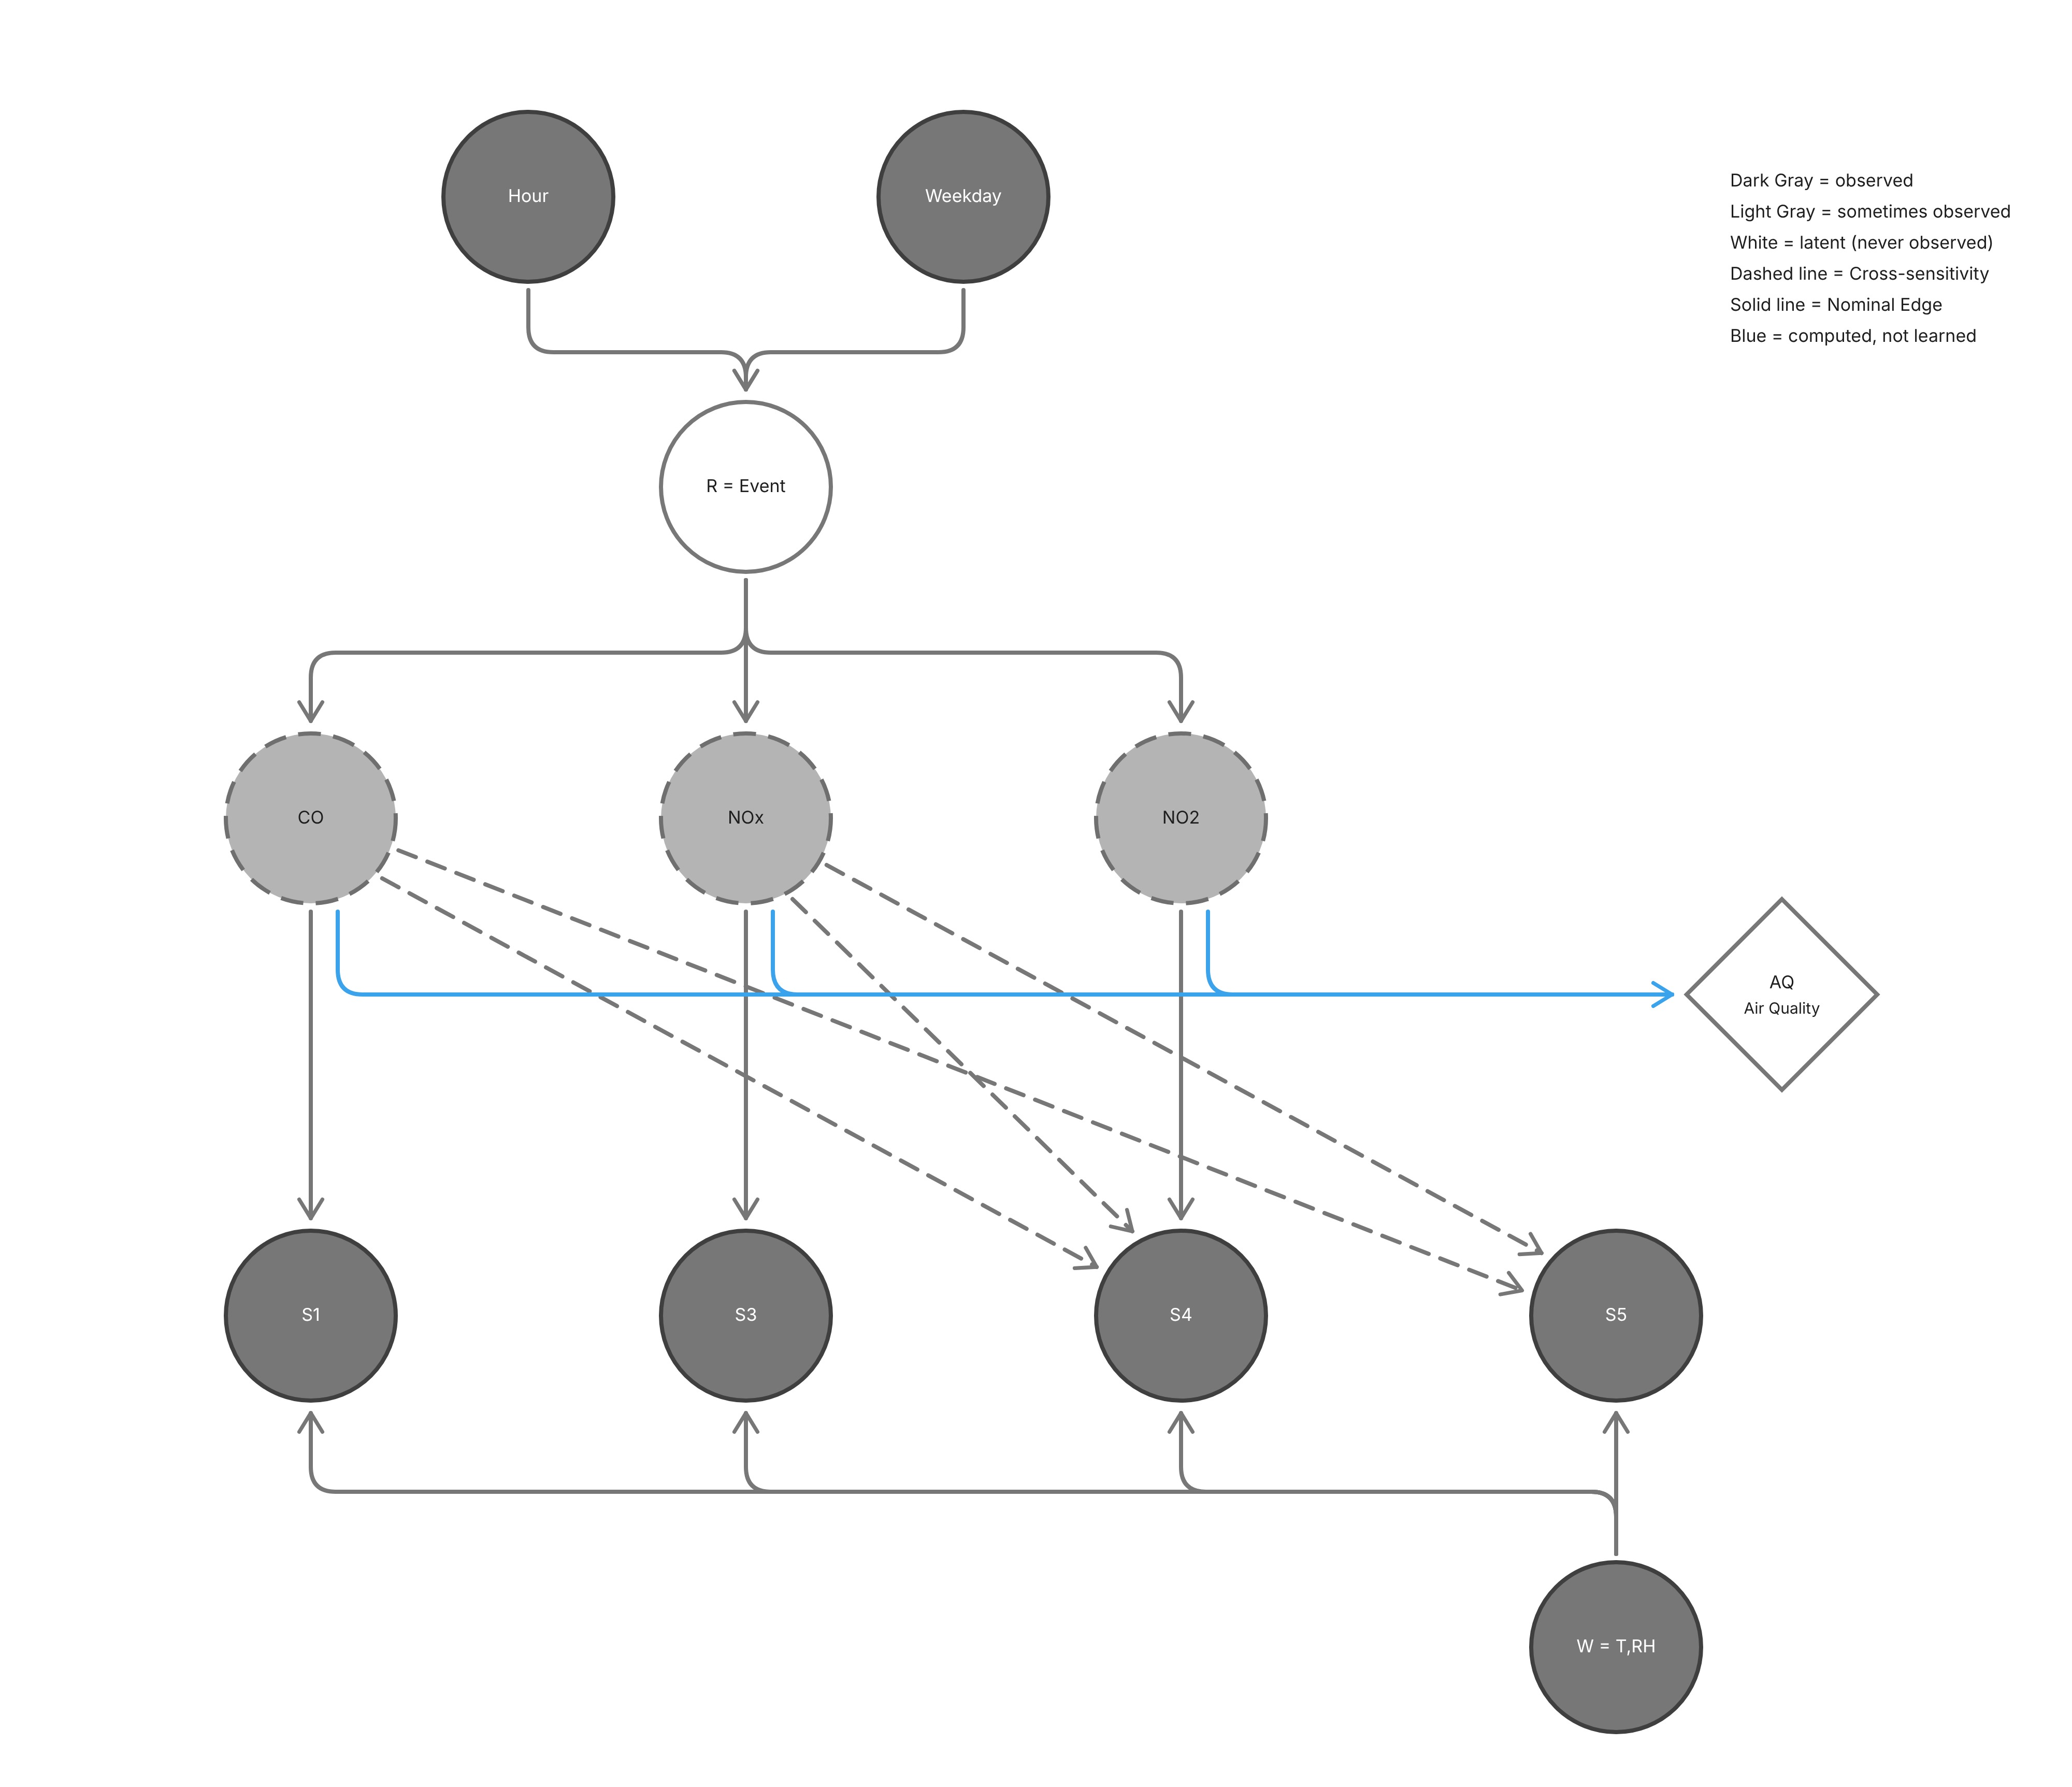 Hour
Weekday
Dark Gray = observed
Light Gray = sometimes observed
White = latent (never observed)
Dashed line = Cross-sensitivity
Solid line = Nominal Edge
Blue = computed, not learned
R = Event
CO
NOx
NO2
AQ
Air Quality
S1
S3
S4
S5
W = T,RH